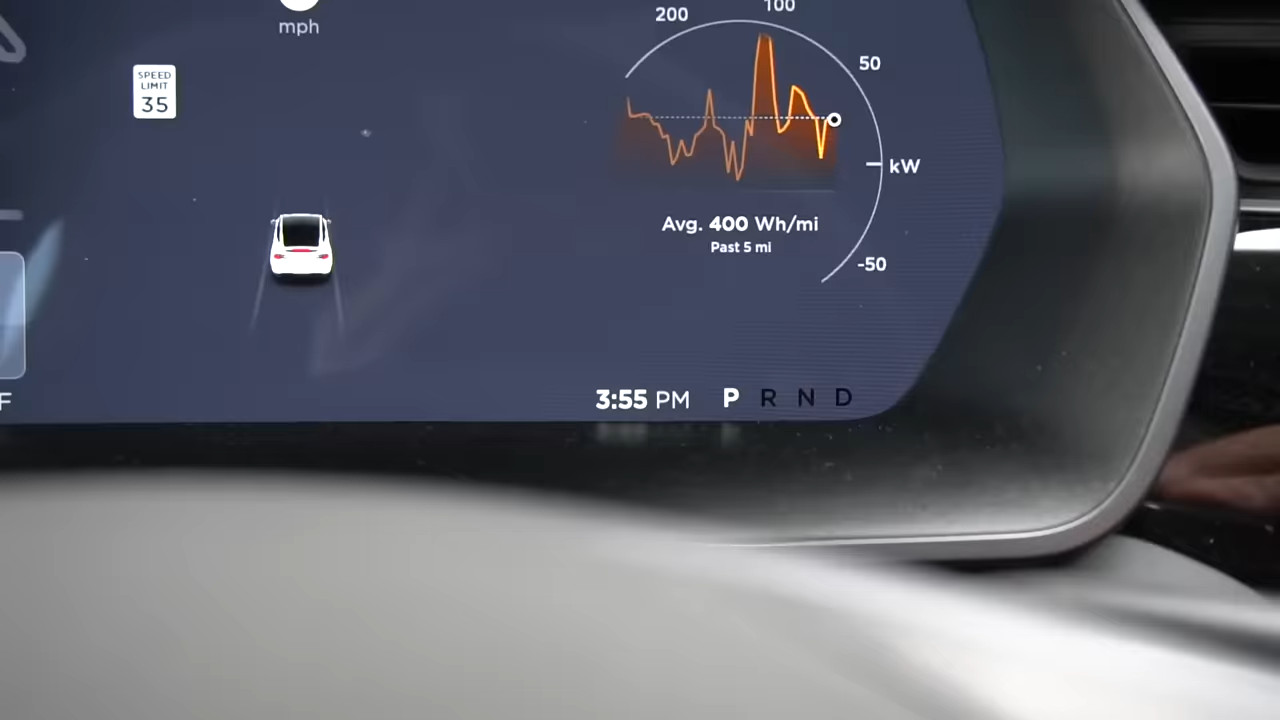 200
100
mph
50
SPEED
LIMIT
35
kW
Avg. 400 Wh/mi
Past 5 mi
-50
3:55 PM P R N D
F